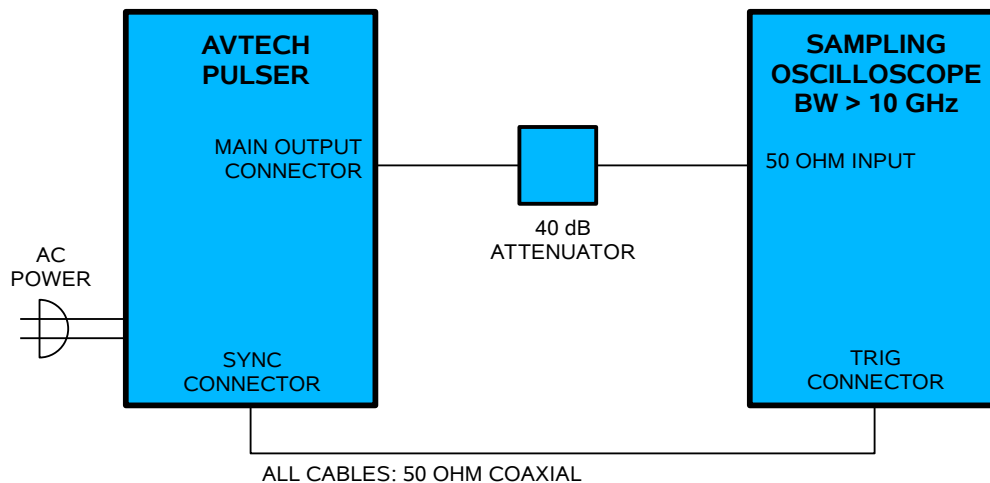 AVTECH
PULSER
SAMPLING
OSCILLOSCOPE
BW > 10 GHz
MAIN OUTPUT
CONNECTOR
50 OHM INPUT
40 dB
ATTENUATOR
AC
POWER
SYNC
CONNECTOR
TRIG
CONNECTOR
ALL CABLES: 50 OHM COAXIAL